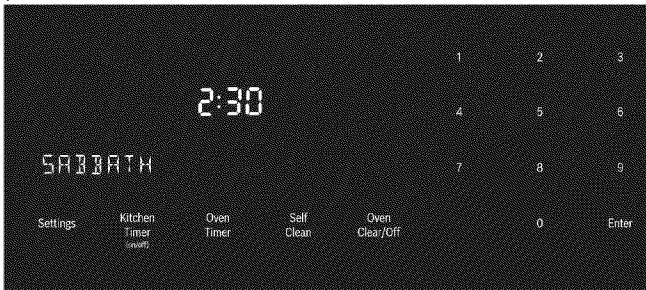 1 2 3
2:30
4 5 6
SABBATH
7 8 9
Settings Kitchen Timer (on/off) Oven Timer Self Clean Oven Clear/Off 0 Enter